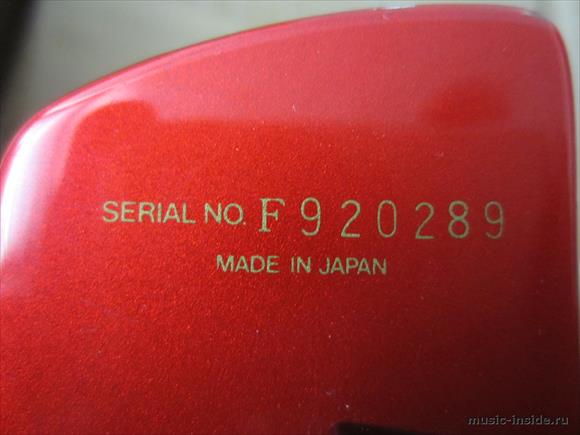 SERIAL NO. F920289
MADE IN JAPAN
music-inside.ru